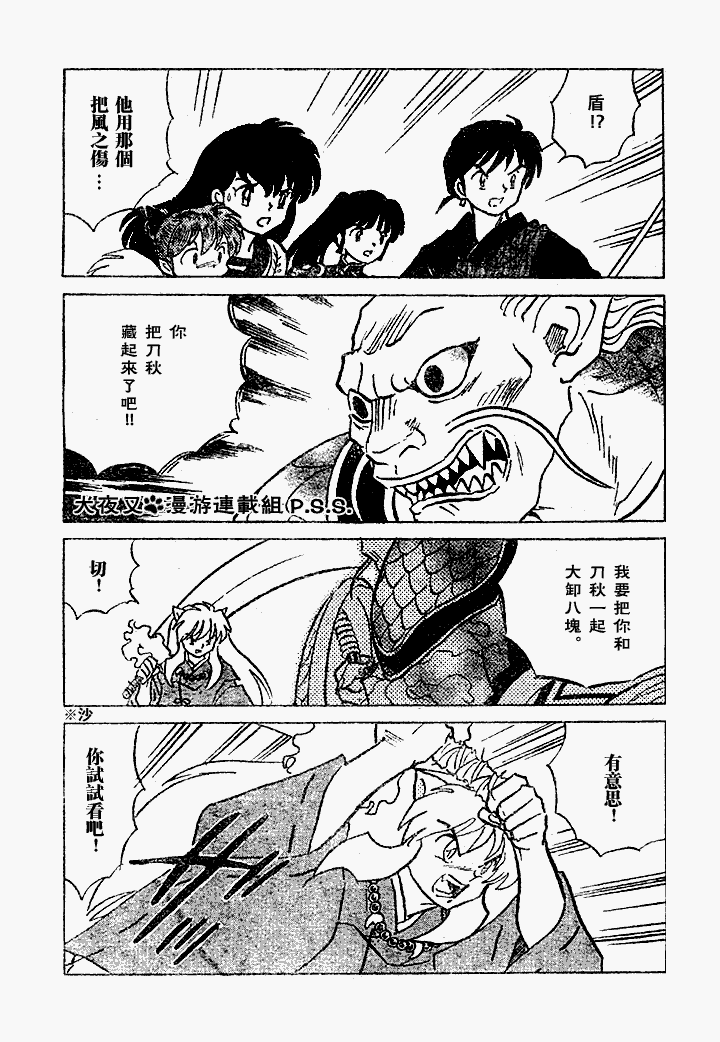 盾!?
他用那個
把風之傷…
你
把刀秋
藏起來了吧!!
犬夜叉 漫游連載組 P.S.S.
我要把你和
刀秋一起
大卸八塊。
切!
※沙
有意思!
你試試看吧!